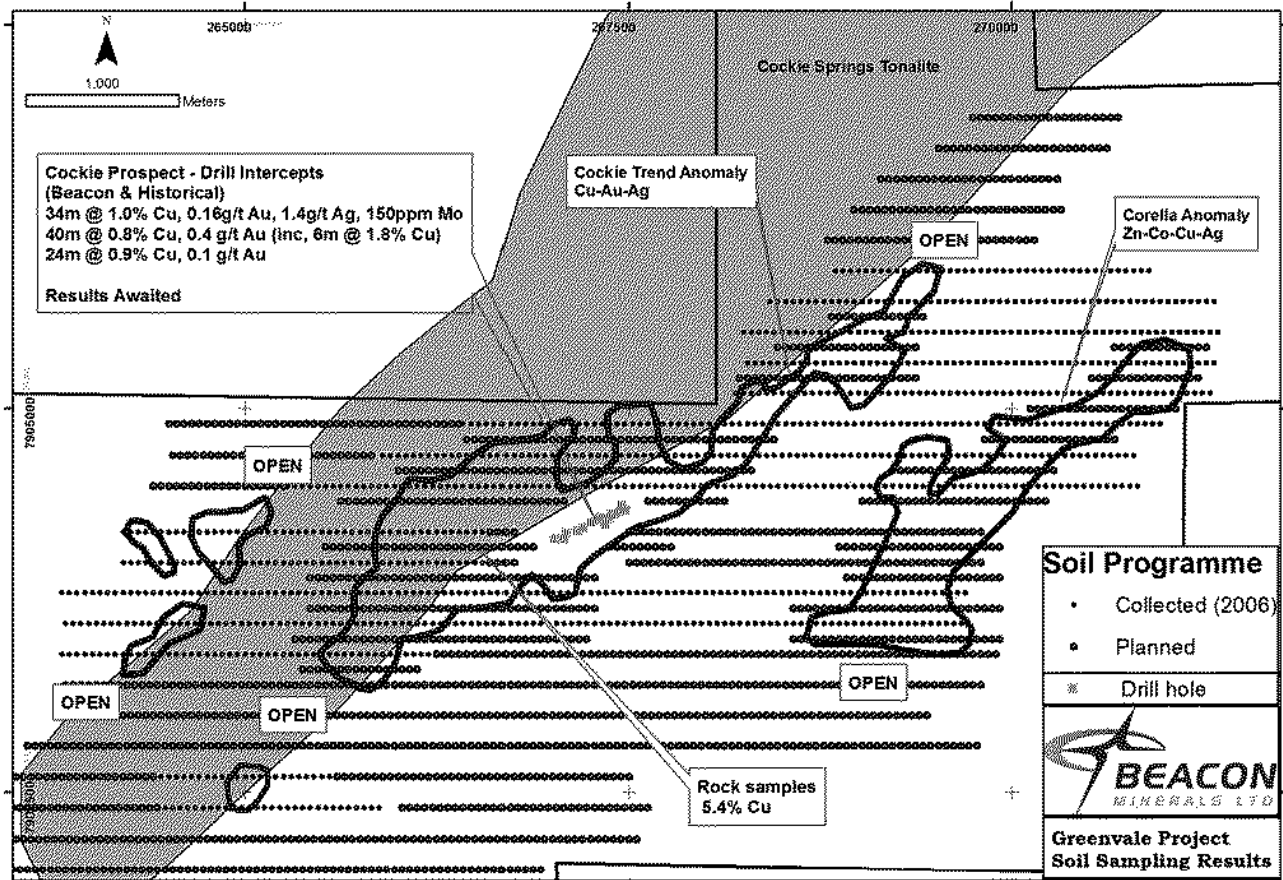 N
265000
267500
270000
1,000
Meters
Cockie Springs Tonalite
Cockie Prospect - Drill Intercepts
(Beacon & Historical)
34m @ 1.0% Cu, 0.16g/t Au, 1.4g/t Ag, 150ppm Mo
40m @ 0.8% Cu, 0.4 g/t Au (inc, 6m @ 1.8% Cu)
24m @ 0.9% Cu, 0.1 g/t Au
Results Awaited
Cockie Trend Anomaly
Cu-Au-Ag
Corella Anomaly
Zn-Co-Cu-Ag
OPEN
7905000
OPEN
OPEN
OPEN
OPEN
Rock samples
5.4% Cu
Soil Programme
Collected (2006)
Planned
Drill hole
BEACON
MINERALS LTD
Greenvale Project
Soil Sampling Results